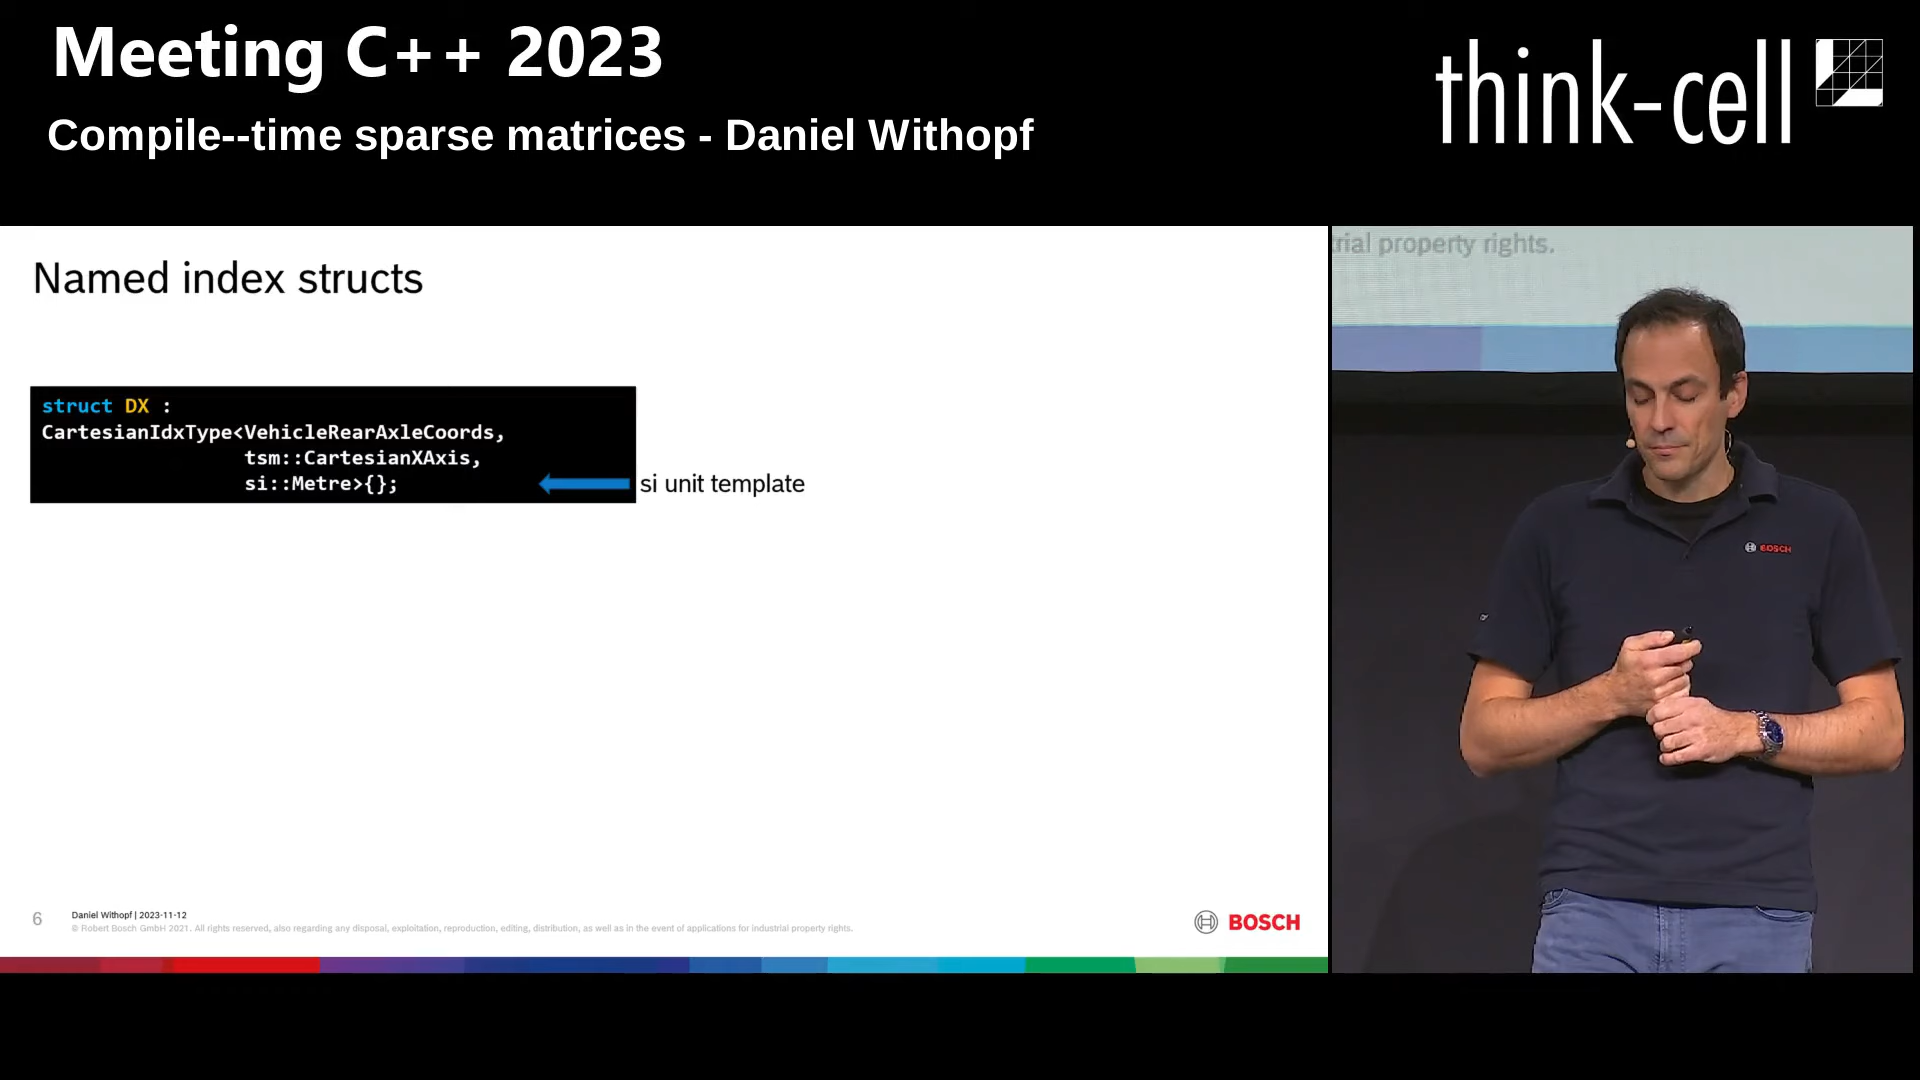 Meeting C++ 2023
Compile--time sparse matrices - Daniel Withopf
think-cell
Named index structs
struct DX :
CartesianIdxType<VehicleRearAxleCoords,
tsm::CartesianXAxis,
si::Metre>{};
si unit template
6
Daniel Withopf | 2023-11-12
© Robert Bosch GmbH 2021. All rights reserved, also regarding any disposal, exploitation, reproduction, editing, distribution, as well as in the event of applications for industrial property rights.
BOSCH
trial property rights.
BOSCH